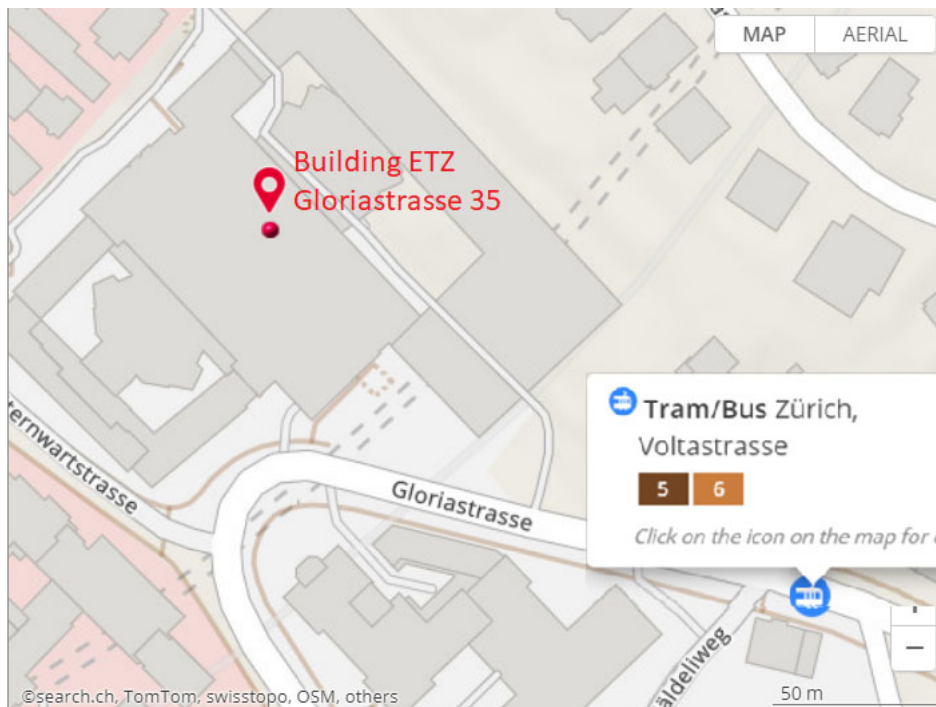 MAP
AERIAL
Building ETZ
Gloriastrasse 35
Tram/Bus Zürich,
Voltastrasse
5 6
Click on the icon on the map for
ternwartstrasse
Gloriastrasse
äldeliweg
−
50 m
©search.ch, TomTom, swisstopo, OSM, others